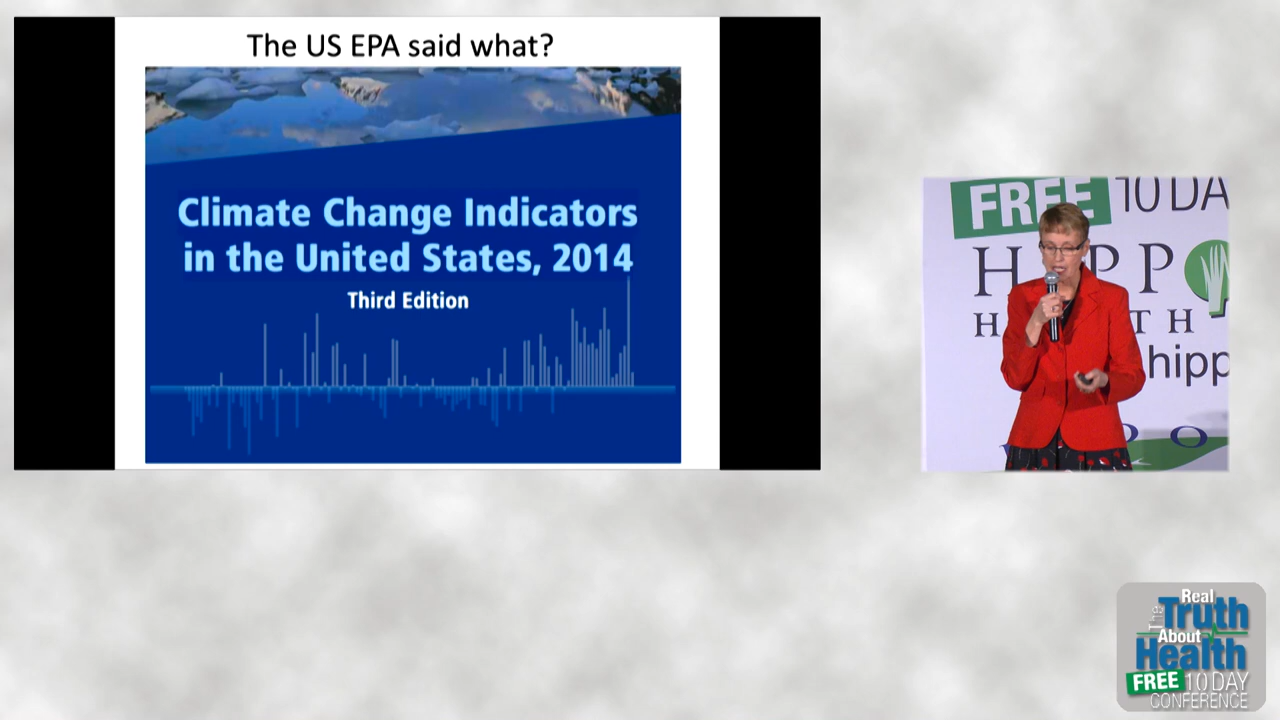 The US EPA said what?
Climate Change Indicators
in the United States, 2014
Third Edition
FREE 10 DA
H PP
H TH
hipp
O
Real
The Truth
About
Health
FREE 10 DAY
CONFERENCE